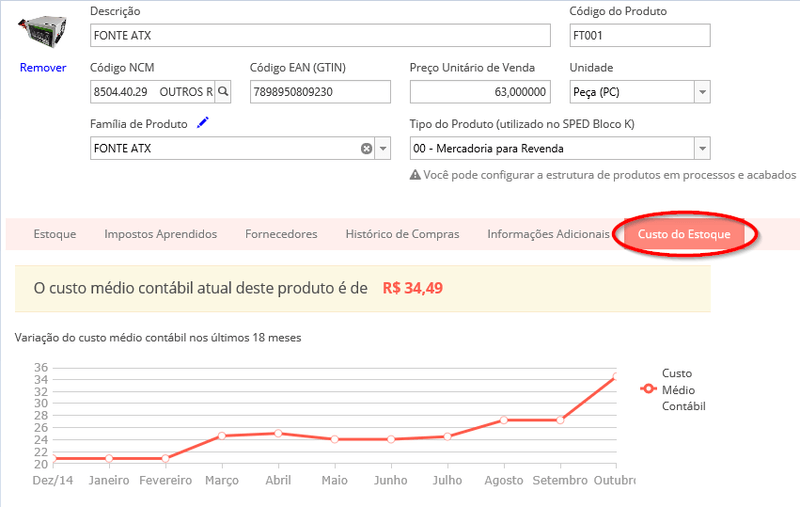 Descrição
Código do Produto
FONTE ATX
FT001
Remover
Código NCM
Código EAN (GTIN)
Preço Unitário de Venda
Unidade
8504.40.29 OUTROS R
7898950809230
63,000000
Peça (PC)
Família de Produto
Tipo do Produto (utilizado no SPED Bloco K)
FONTE ATX
00 - Mercadoria para Revenda
Você pode configurar a estrutura de produtos em processos e acabados
Estoque
Impostos Aprendidos
Fornecedores
Histórico de Compras
Informações Adicionais
Custo do Estoque
O custo médio contábil atual deste produto é de R$ 34,49
Variação do custo médio contábil nos últimos 18 meses
36
34
32
30
28
26
24
22
20
Dez/14
Janeiro
Fevereiro
Março
Abril
Maio
Junho
Julho
Agosto
Setembro
Outubro
Custo
Médio
Contábil